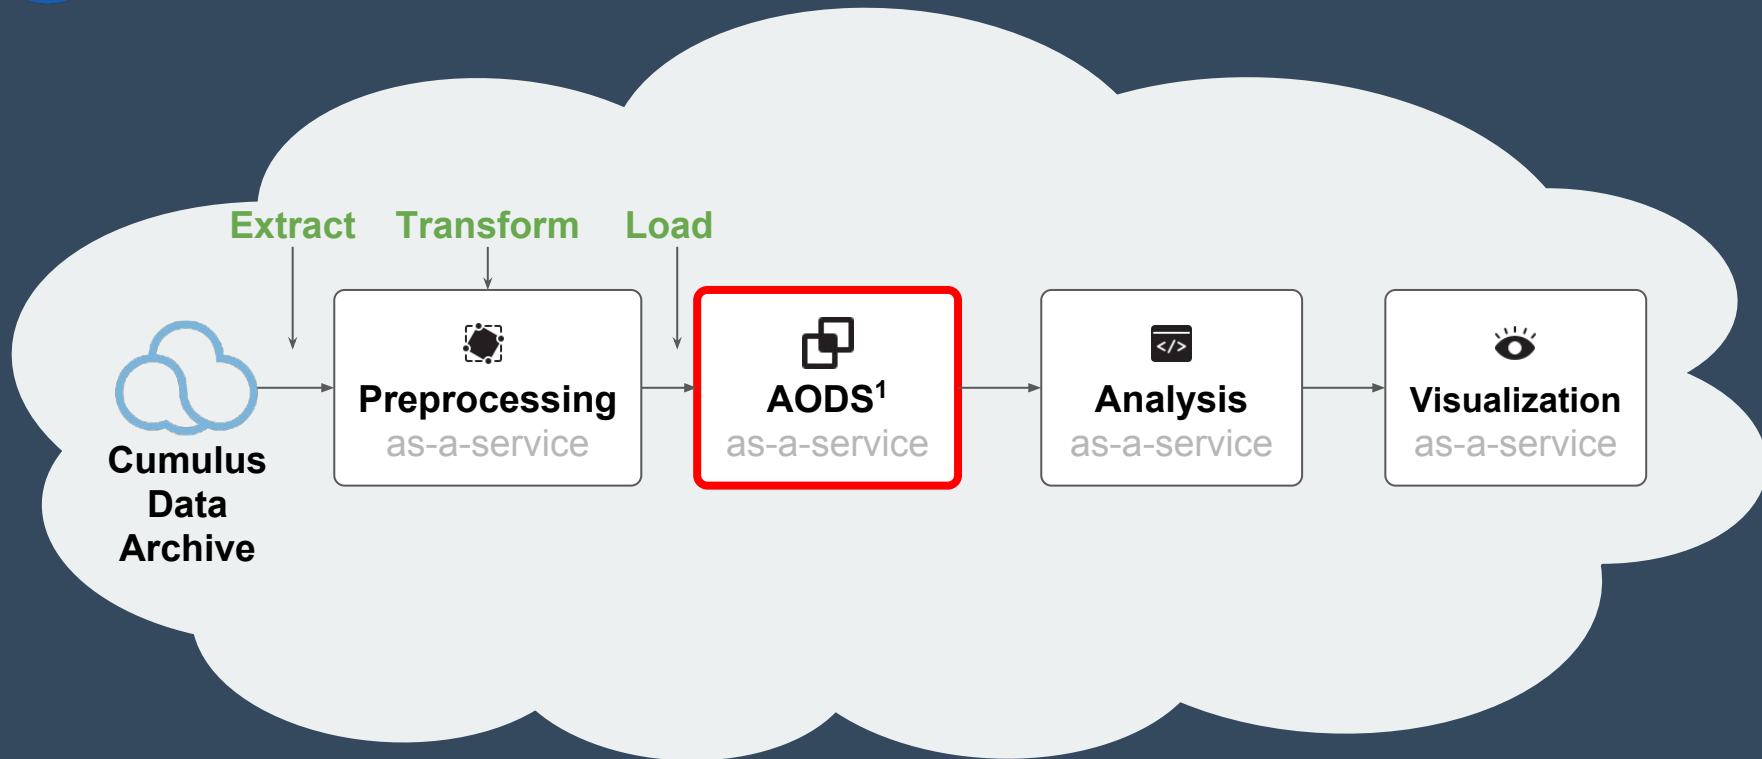 Extract Transform Load
Cumulus
Data
Archive
Preprocessing
as-a-service
AODS¹
as-a-service
</>
Analysis
as-a-service
Visualization
as-a-service